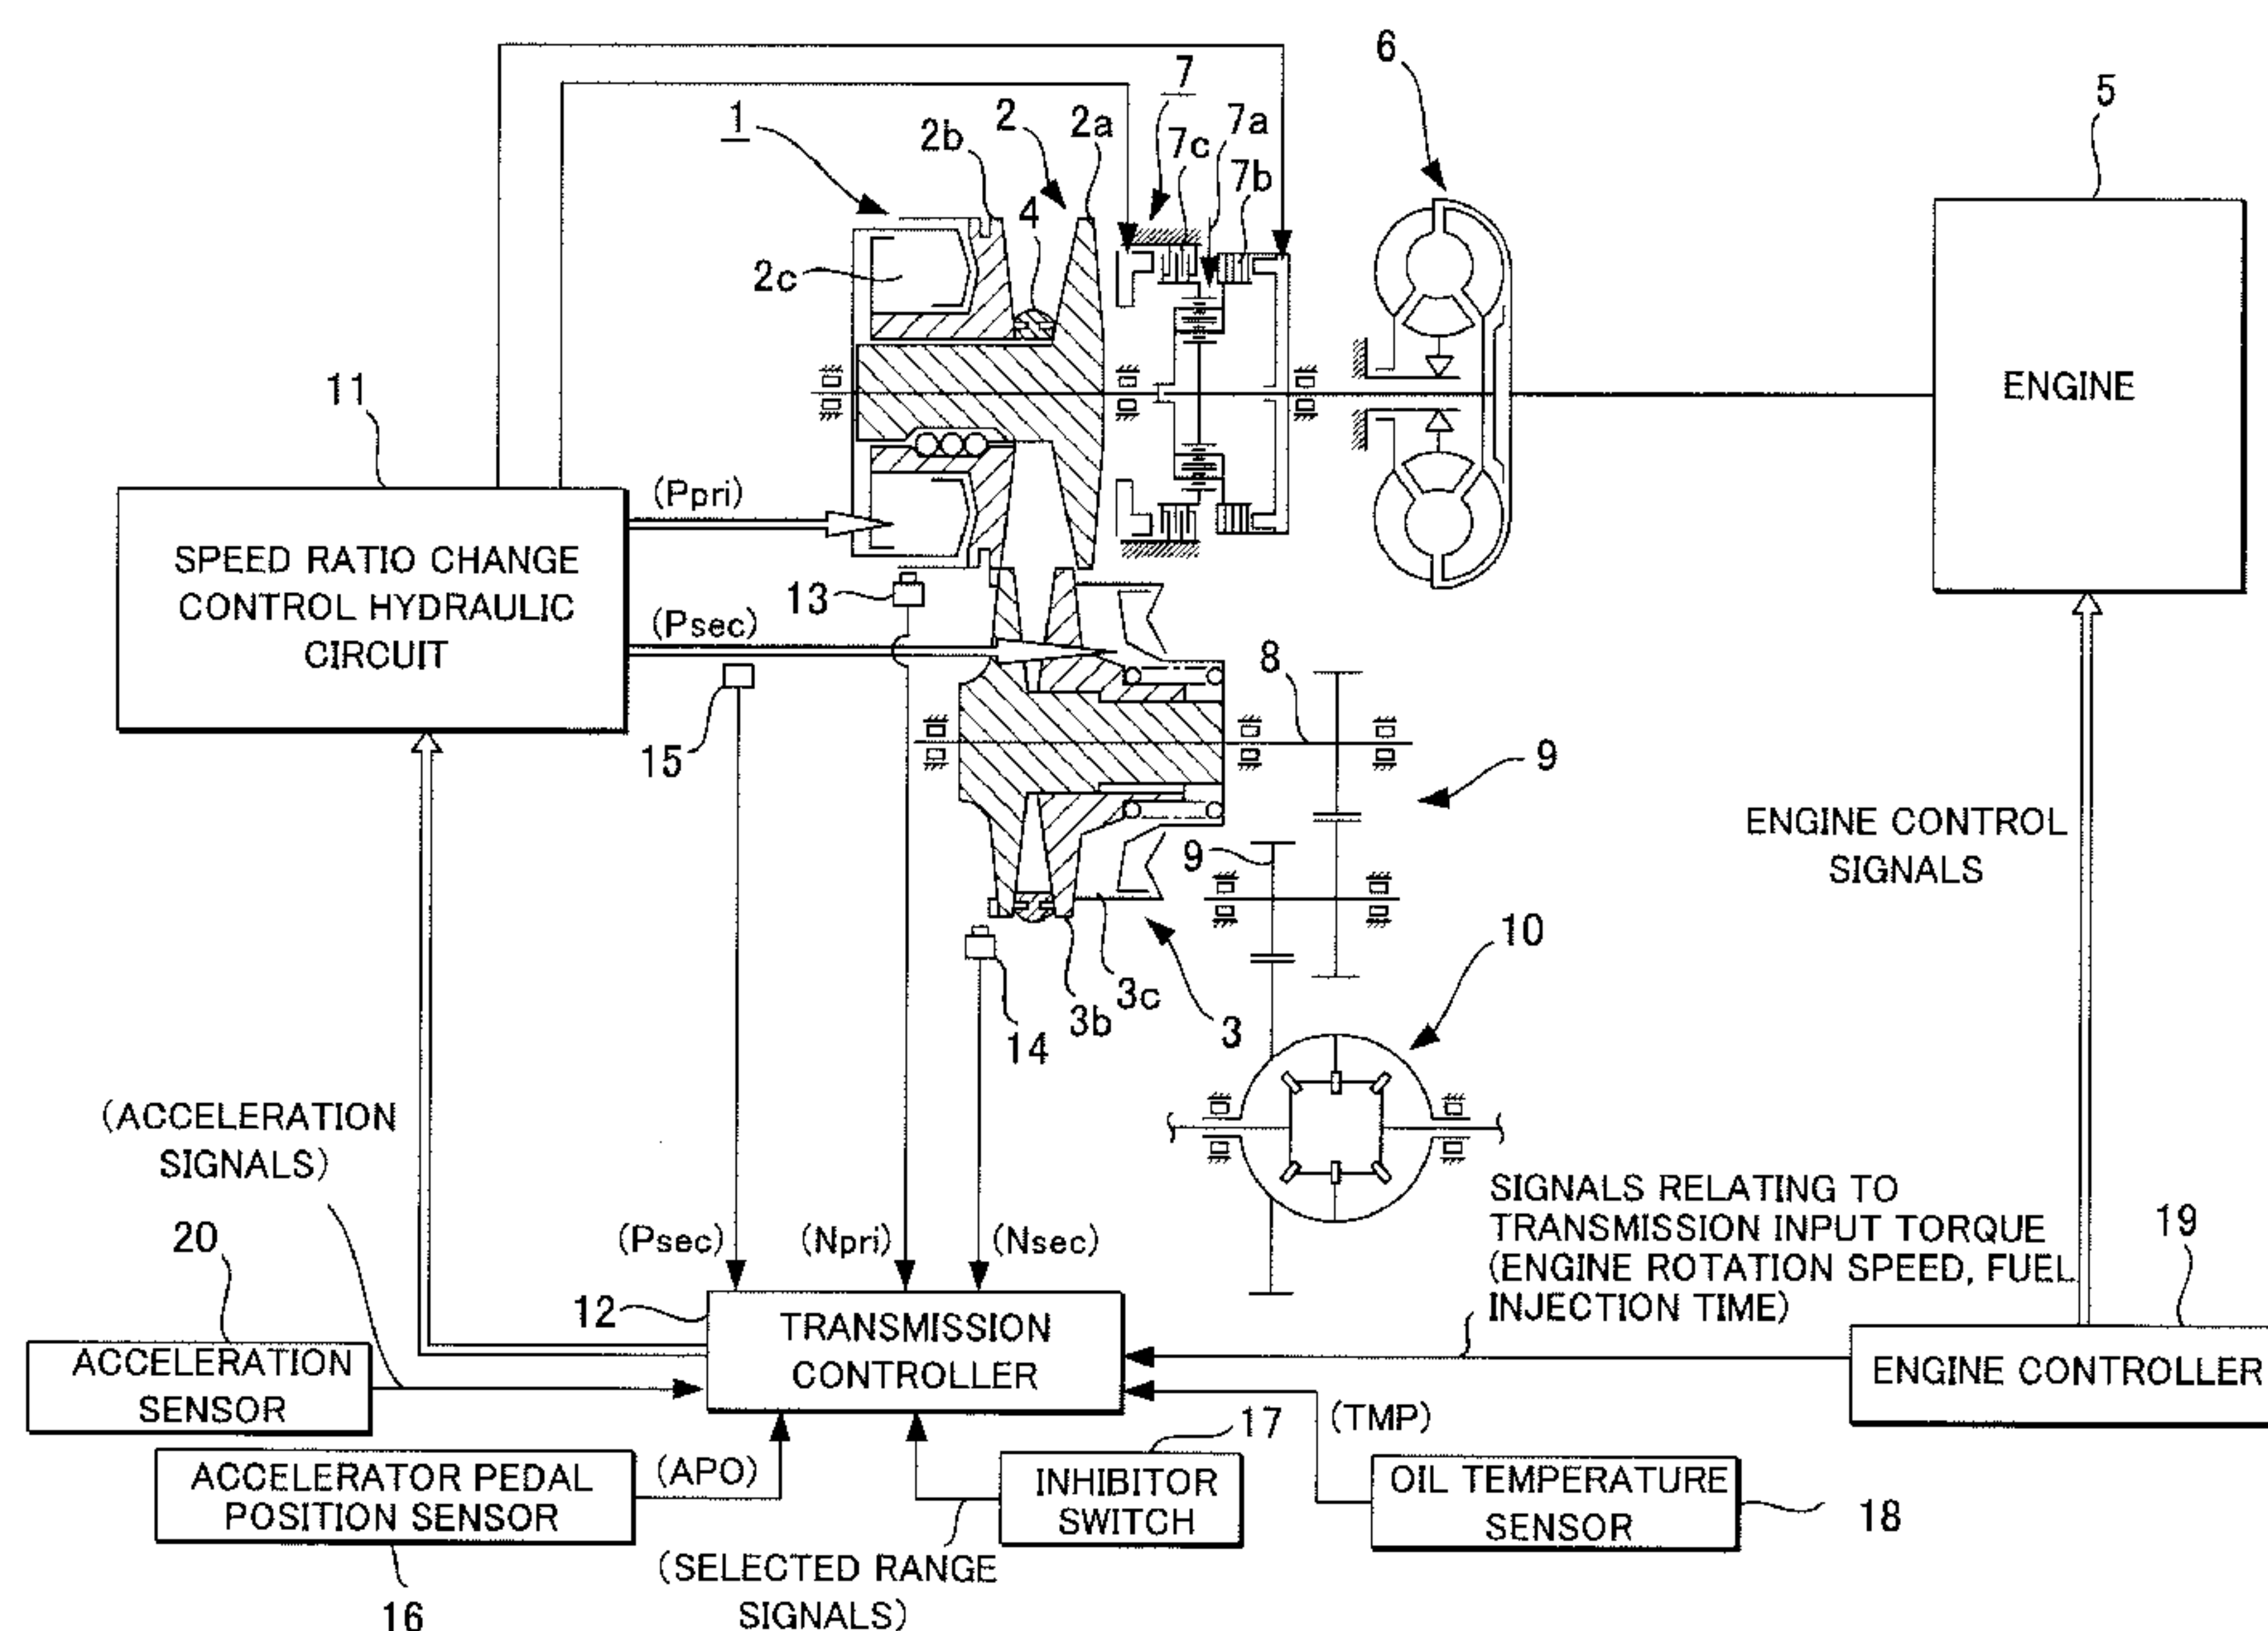 6
7
5
1
2b
2
2a
7c
7a
7b
4
2c
11
ENGINE
(Ppri)
SPEED RATIO CHANGE
CONTROL HYDRAULIC
CIRCUIT
13
(Psec)
8
15
9
ENGINE CONTROL
SIGNALS
9
10
3c
3b
3
14
(ACCELERATION
SIGNALS)
SIGNALS RELATING TO
TRANSMISSION INPUT TORQUE
(ENGINE ROTATION SPEED, FUEL
INJECTION TIME)
19
20
(Psec)
(Npri)
(Nsec)
12
TRANSMISSION
CONTROLLER
ACCELERATION
SENSOR
ENGINE CONTROLLER
17
(TMP)
ACCELERATOR PEDAL
POSITION SENSOR
(APO)
INHIBITOR
SWITCH
OIL TEMPERATURE
SENSOR
18
(SELECTED RANGE
SIGNALS)
16